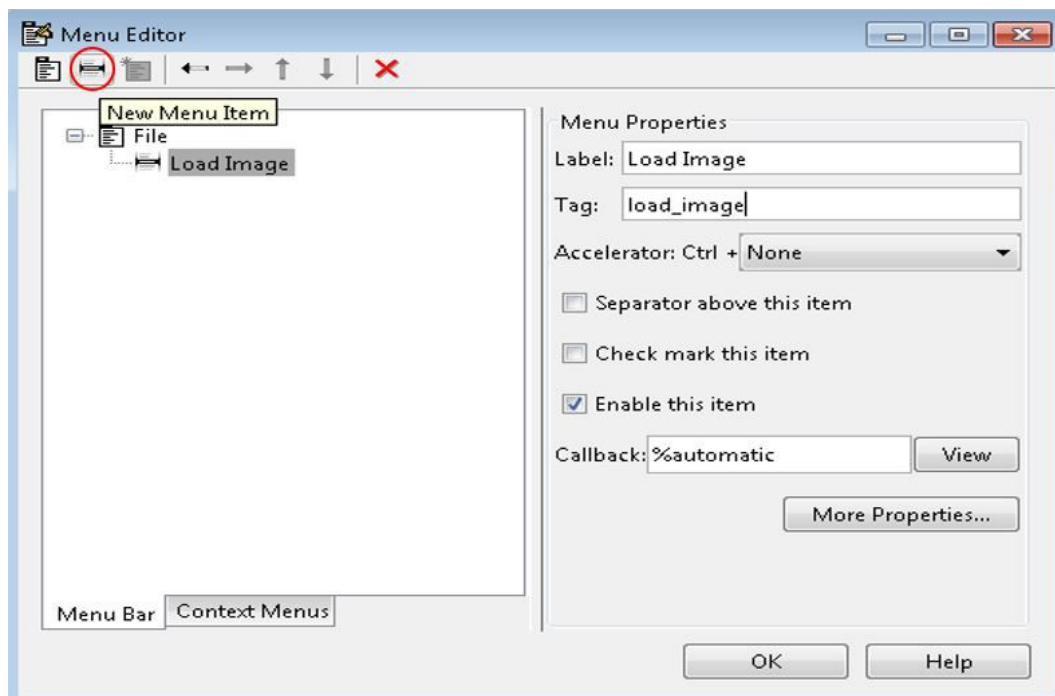 Menu Editor
New Menu Item
File
Load Image
Menu Properties
Label: Load Image
Tag: load_image
Accelerator: Ctrl + None
Separator above this item
Check mark this item
Enable this item
Callback: %automatic View
More Properties...
Menu Bar Context Menus
OK Help